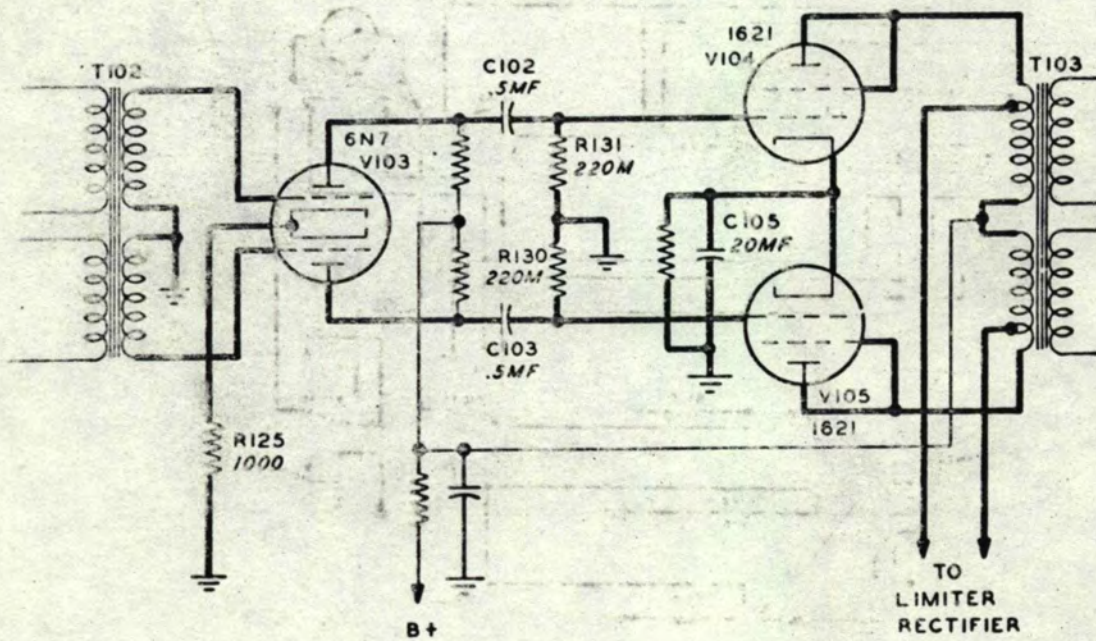 T102
6N7
V103
R125
1000
C102
.5MF
R131
220M
R130
220M
C103
.5MF
C105
20MF
1621
V104
V105
1621
T103
B+
TO
LIMITER
RECTIFIER